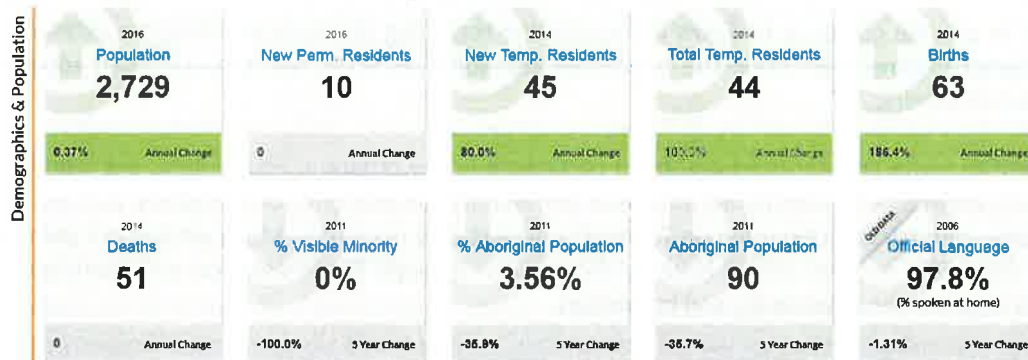 Demographics & Population
2016
Population
2,729
0.37% Annual Change
2016
New Perm. Residents
10
0 Annual Change
2014
New Temp. Residents
45
80.0% Annual Change
2014
Total Temp. Residents
44
100.0% Annual Change
2014
Births
63
186.4% Annual Change
2014
Deaths
51
0 Annual Change
2011
% Visible Minority
0%
-100.0% 5 Year Change
2011
% Aboriginal Population
3.56%
5 Year Change
2011
Aboriginal Population
90
5 Year Change
OLD DATA
2006
Official Language
97.8%
(% spoken at home)
-1.31% 5 Year Change